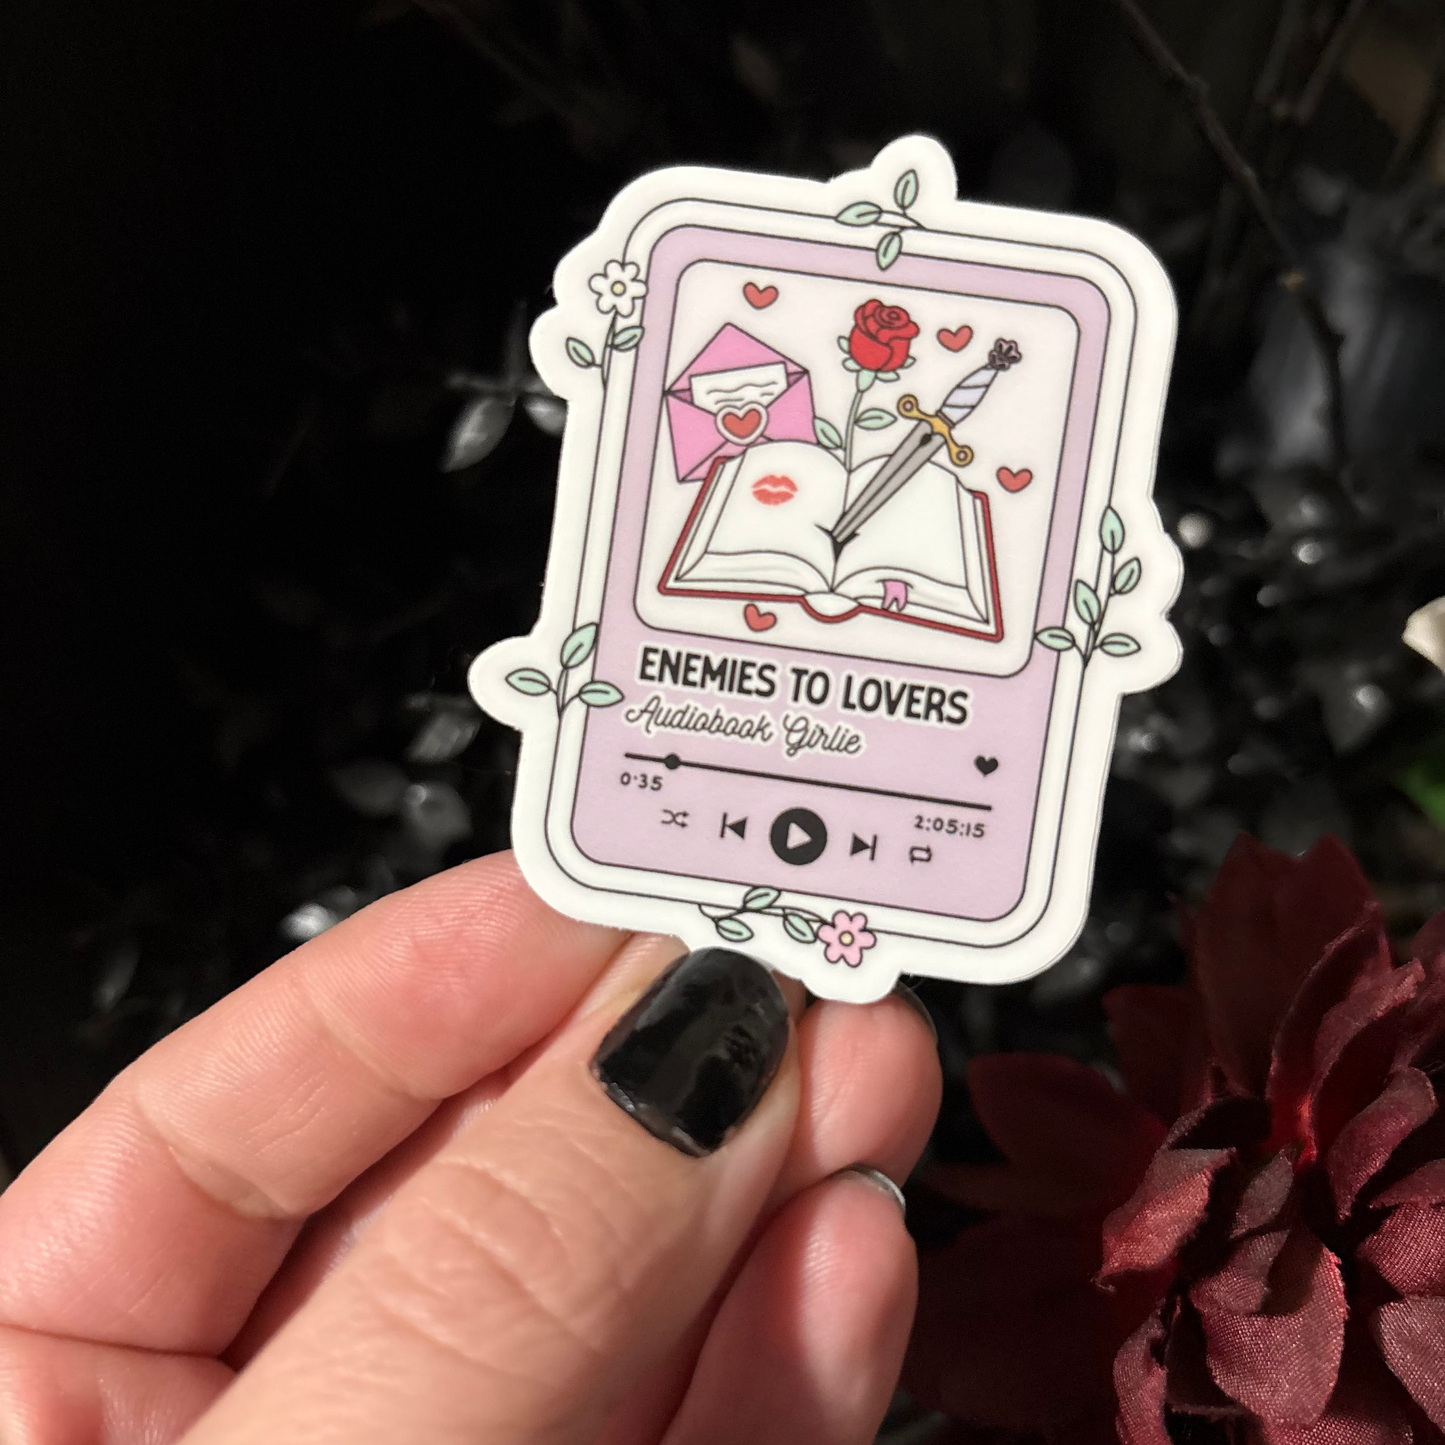 ENEMIES TO LOVERS
Audiobook Girlie
0:35
2:05:15